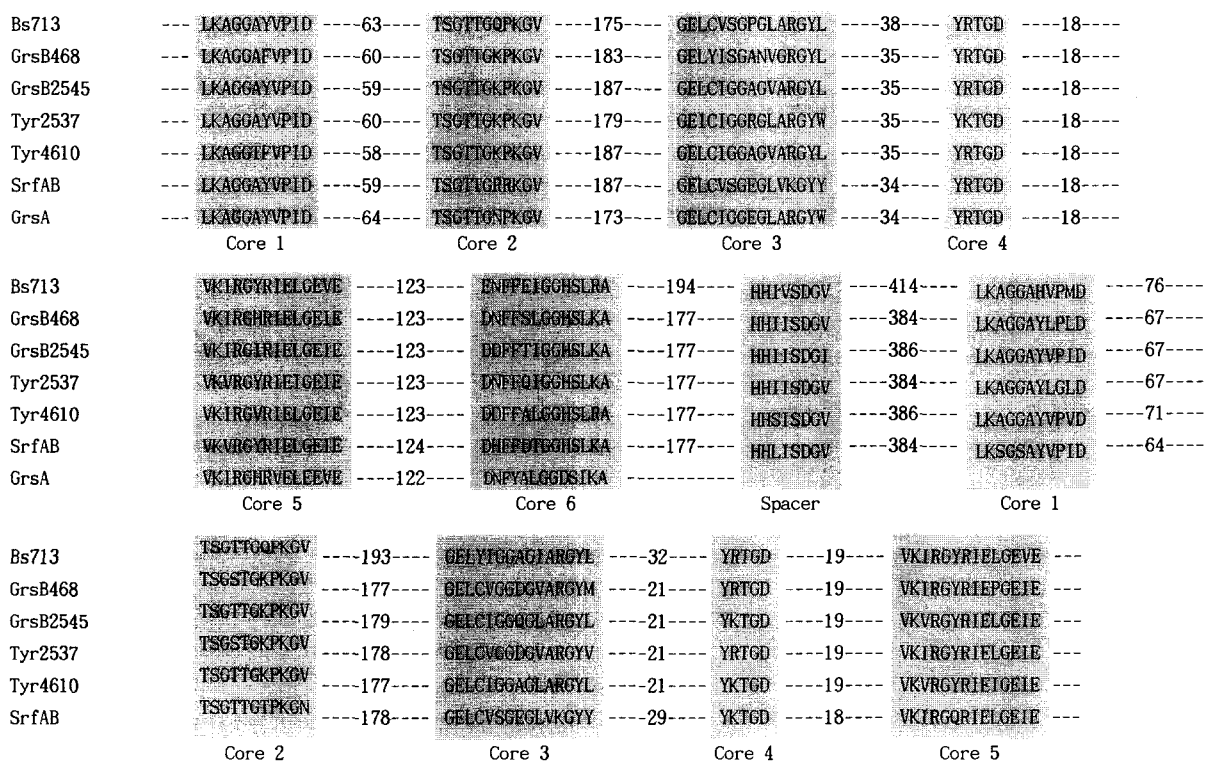 Bs713 --- LKAGGAYVPID ---63---- TSGTTGQPKGV ---175---- GELCVSGPGLARGYL ---38---- YRTGD ----18----
GrsB468 --- LKAGGAFVPID ---60---- TSGTTGKPKGV ---183---- GELYISGANVGRGYL ---35---- YRTGD ----18----
GrsB2545 --- LKAGGAYVPID ---59---- TSGTTGKPKGV ---187---- GELCIGGAGVARGYL ---35---- YRTGD ----18----
Tyr2537 --- LKAGGAYVPID ---60---- TSGTTGKPKGV ---179---- GEICIGGRGLARGYW ---35---- YKTGD ----18----
Tyr4610 --- LKAGGEFVPID ---58---- TSGTTGKPKGV ---187---- GELCIGGAGVARGYL ---35---- YRTGD ----18----
SrfAB --- LKAGGAYVPID ---59---- TSGTTGRRKGV ---187---- GELCVSGEGLVKGYY ---34---- YRTGD ----18----
GrsA --- LKAGGAYVPID ---64---- TSGTTGNPKGV ---173---- GELCIGGEGLARGYW ---34---- YRTGD ----18----
Core 1 Core 2 Core 3 Core 4
Bs713 VKIRGYRIELGEVE ----123---- ENFFEIGGHSLRA ----194---- HHIVSDGV ---414---- LKAGGAHVPMD ----76----
GrsB468 VKIRGHRIELGEIE ----123---- DNFFSLGGHSLKA ----177---- HHIISDGV ---384---- LKAGGAYLPLD ----67----
GrsB2545 VKIRGIRIELGEIE ----123---- DDFFTIGGHSLKA ----177---- HHIISDGI ---386---- LKAGGAYVPID ----67----
Tyr2537 VKVRGYRIEIGEIE ----123---- DNFFQIGGHSLKA ----177---- HHIISDGV ---384---- LKAGGAYLGLD ----67----
Tyr4610 VKIRGVRIELGEIE ----123---- DDFFALGGHSLRA ----177---- HHSISDGV ---386---- LKAGGAYVPVD ----71----
SrfAB VKVRGYRIELGEIE ----124---- DHFFDIGGHSLKA ----177---- HHLISDGV ---384---- LKSGSAYVPID ----64----
GrsA VKIRGHRVELEEVE ----122---- DNFYALGGDSIKA -----------
Core 5 Core 6 Spacer Core 1
Bs713 TSGTTGQPKGV ----193---- GELYIGGAGIARGYL ----32---- YRTGD ----19---- VKIRGYRIELGEVE ---
GrsB468 TSGSTGKPKGV ----177---- GELCVGGDGVARGYM ----21---- YRTGD ----19---- VKIRGYRIEPGEIE ---
GrsB2545 TSGTTGKPKGV ----179---- GELCIGGQGLARGYL ----21---- YKTGD ----19---- VKVRGYRIELGEIE ---
Tyr2537 TSGSTGKPKGV ----178---- GELCVGGDGVARGYV ----21---- YRTGD ----19---- VKIRGYRIELGEIE ---
Tyr4610 TSGSTGKPKGV ----177---- GELCIGGAGLARGYL ----21---- YKTGD ----19---- VKVRGYRIEIGEIE ---
SrfAB TSGTTGTPKGN ----178---- GELCVSGEGLVKGYY ----29---- YKTGD ----18---- VKIRGQRIELGEIE ---
Core 2 Core 3 Core 4 Core 5